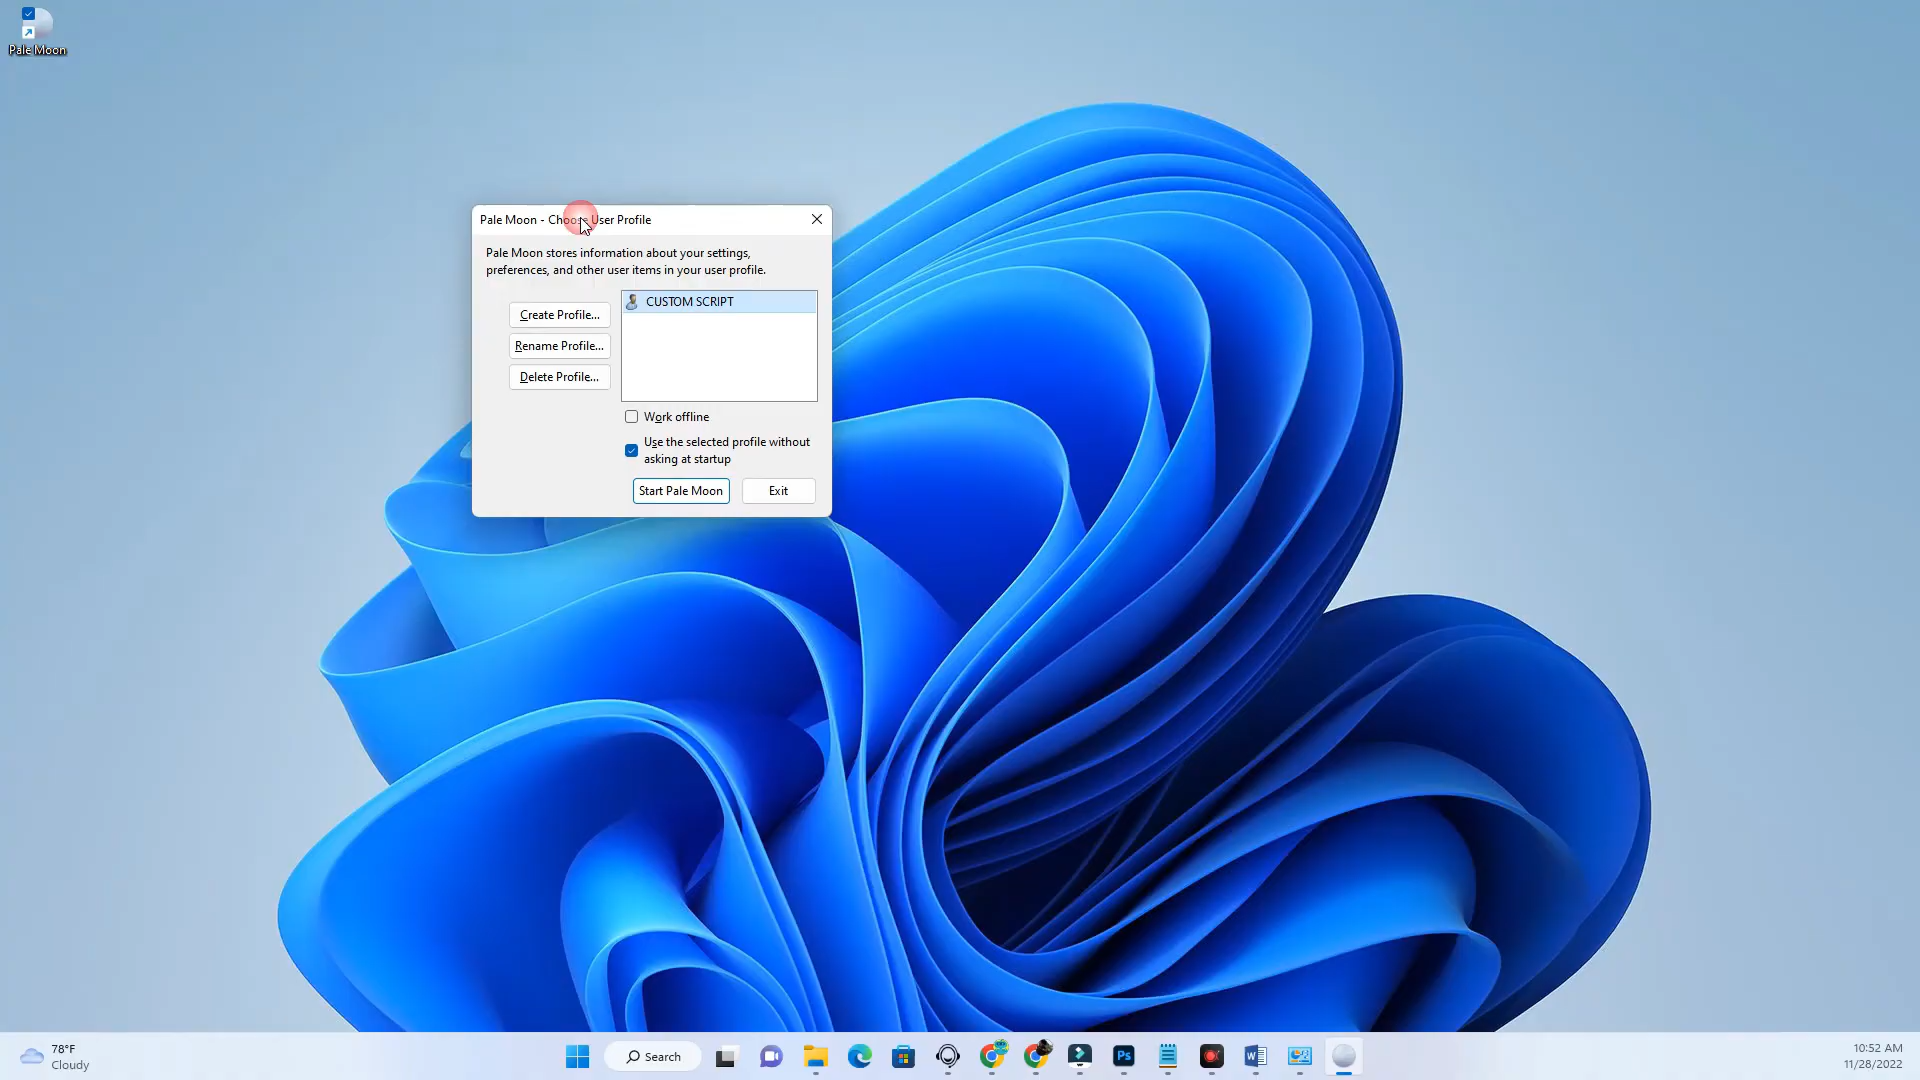 Pale Moon
Pale Moon - Choose User Profile
Pale Moon stores information about your settings,
preferences, and other user items in your user profile.
CUSTOM SCRIPT
Create Profile...
Rename Profile...
Delete Profile...
Work offline
Use the selected profile without
asking at startup
Start Pale Moon
Exit
78°F
Cloudy
Search
Ps
10:52 AM
11/28/2022